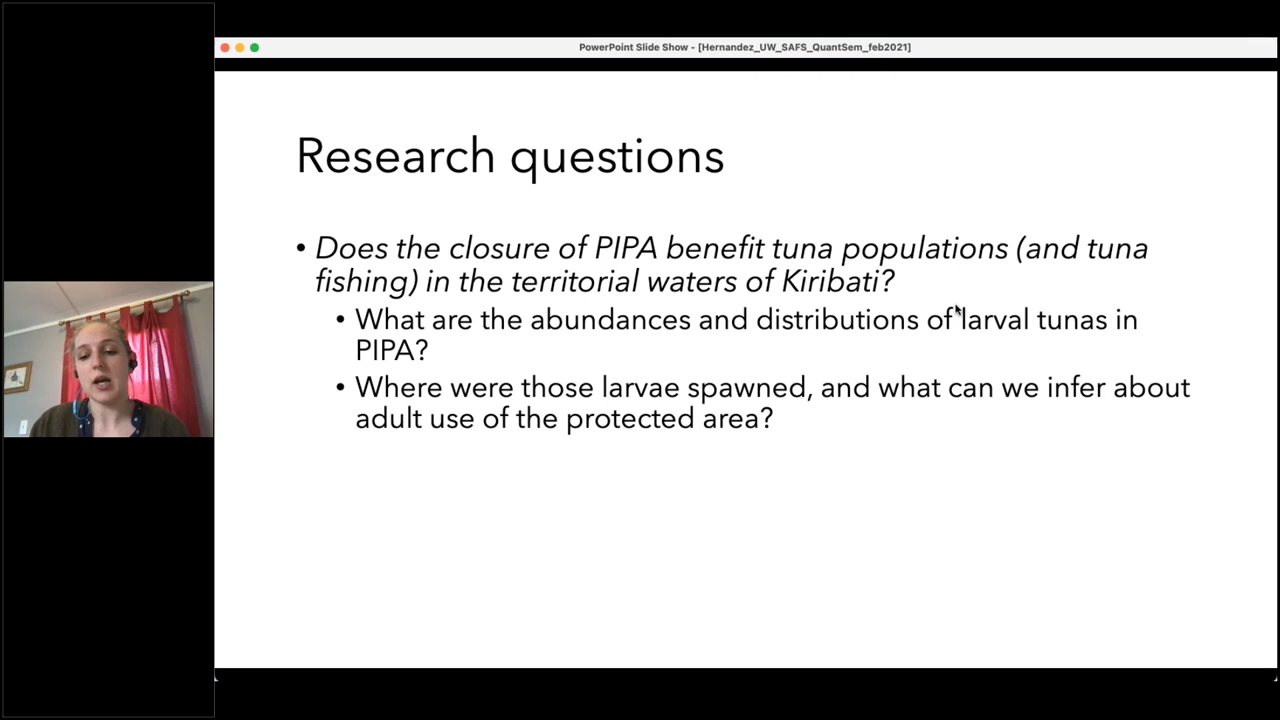 PowerPoint Slide Show - [Hernandez_UW_SAFS_QuantSem_feb2021]
Research questions
• Does the closure of PIPA benefit tuna populations (and tuna
fishing) in the territorial waters of Kiribati?
• What are the abundances and distributions of larval tunas in
PIPA?
• Where were those larvae spawned, and what can we infer about
adult use of the protected area?